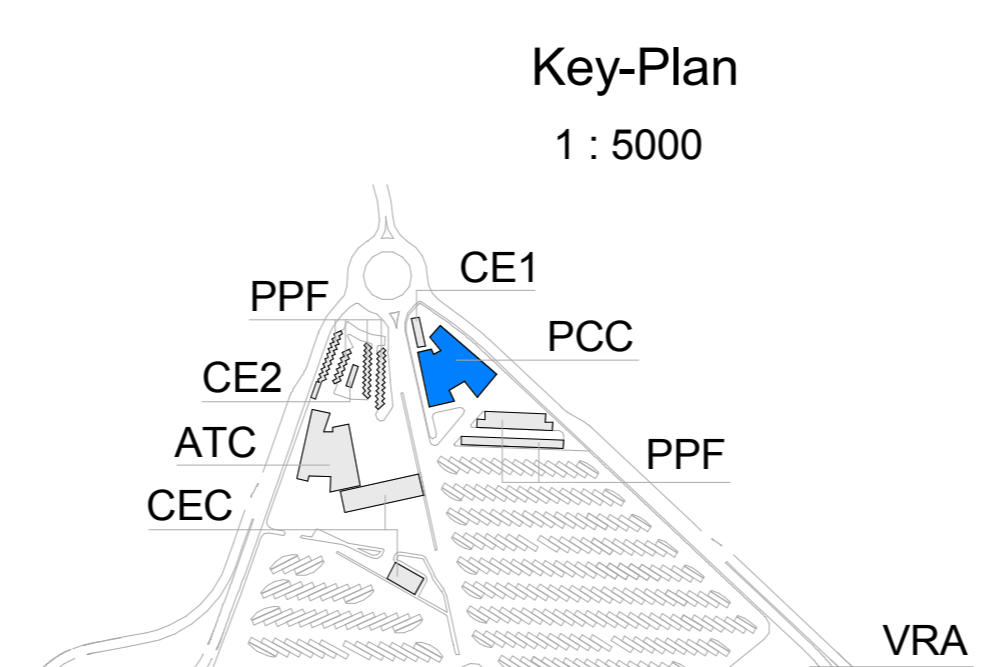 Key-Plan
1 : 5000
CE1
PPF
PCC
CE2
ATC
PPF
CEC
VRA